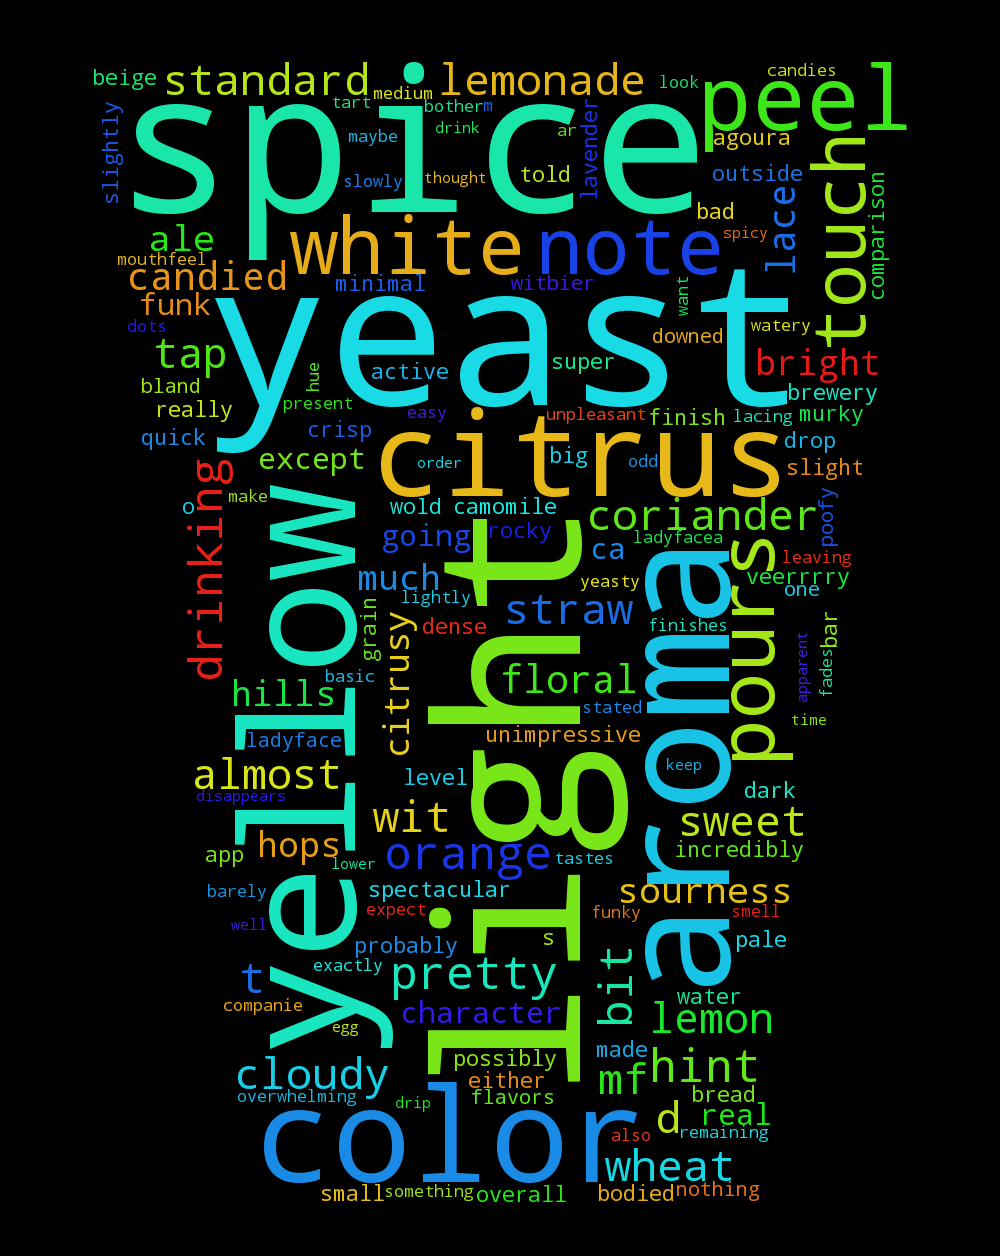 candies
beige
standard
medium
lemonade
look
peel
spice
slightly
tart
bother
m
lavender
drink
ar
maybe
agoura
touch
slowly
thought
told
outside
comparison
lace
bad
spicy
ale
white
note
mouthfeel
candied
minimal
witbier
want
funk
yeast
dots
downed
watery
tap
active
super
bright
hue
bland
brewery
really
present
easy
unpleasant
finish
lacing
murky
quick
crisp
citrus
drop
except
order
big
odd
slight
drinking
make
o
wold camomile
coriander
poofy
yellow
going
rocky
light
ladyfacea
ca
aroma
pours
leaving
much
yeasty
veerrrry
one
lightly
grain
straw
citrusy
dense
finishes
bar
basic
floral
apparent
fades
hills
stated
time
ladyface
unimpressive
almost
level
keep
disappears
dark
wit
sweet
hops
app
lower
orange
tastes
incredibly
barely
spectacular
sourness
well
expect
funky
smell
probably
s
pale
t
exactly
pretty
bit
water
companie
egg
character
lemon
cloudy
possibly
made
hint
overwhelming
either
mf
drip
flavors
bread
color
d
real
also
remaining
wheat
small
something
overall
bodied
nothing